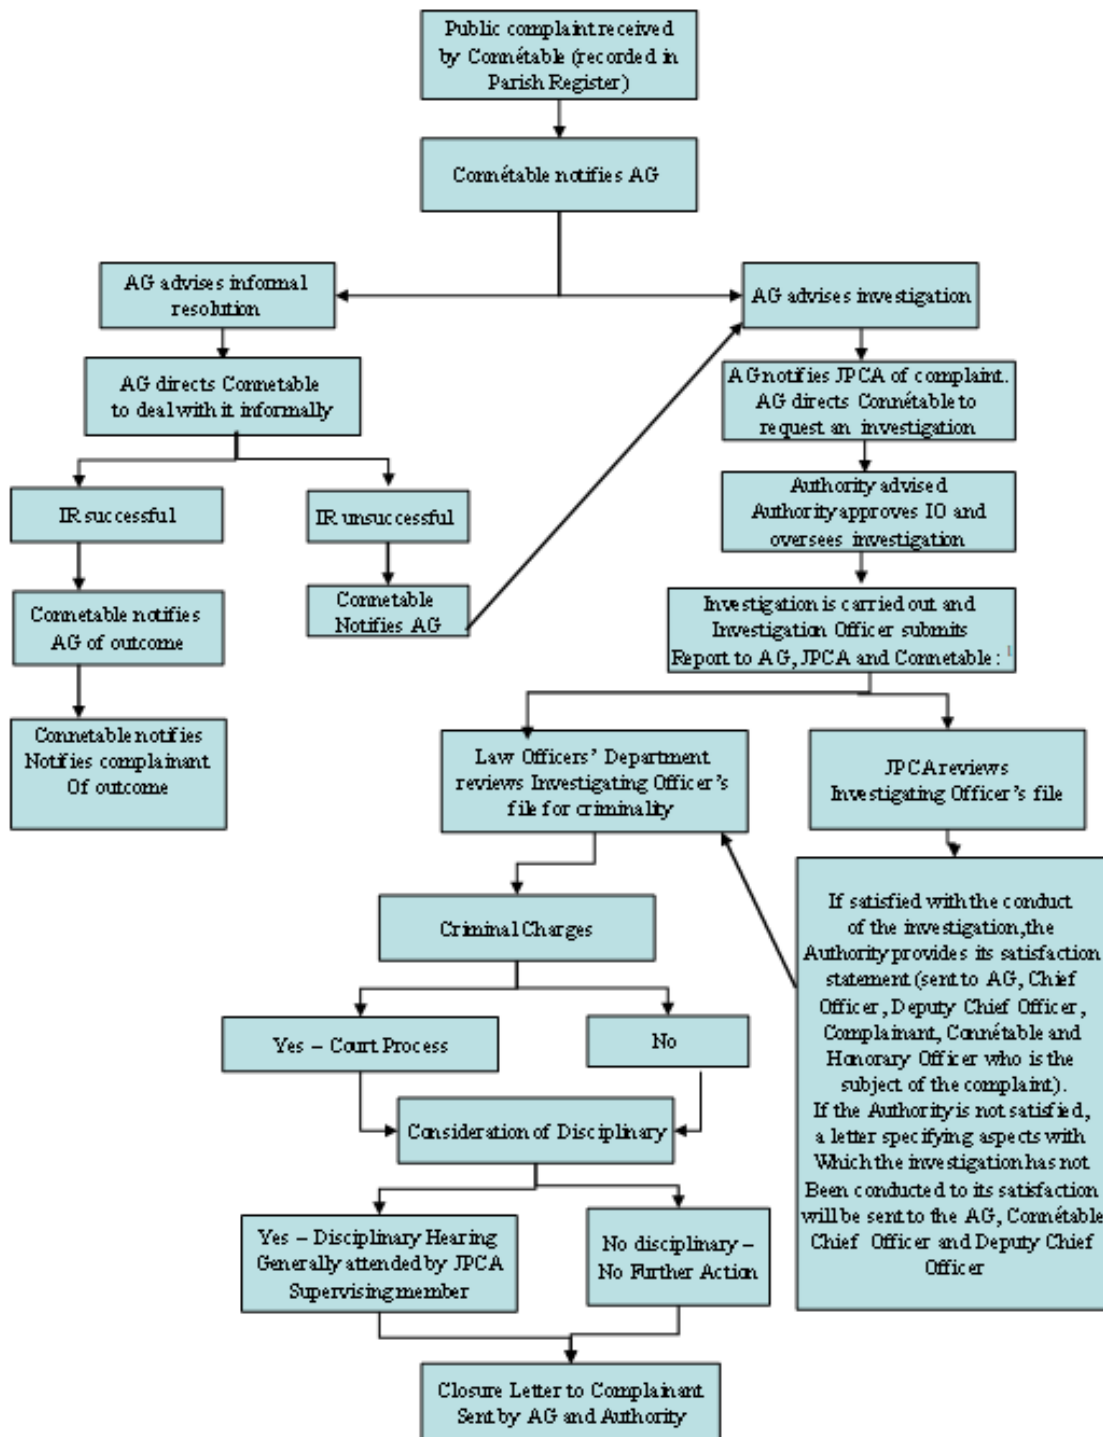 Public complaint received
by Connétable (recorded in
Parish Register)
Connétable notifies AG
AG advises informal
resolution
AG advises investigation
AG directs Connetable
to deal with it informally
AG notifies JPCA of complaint.
AG directs Connétable to
request an investigation
IR successful
IR unsuccessful
Authority advised
Authority approves IO and
oversees investigation
Connetable notifies
AG of outcome
Connetable
Notifies AG
Investigation is carried out and
Investigation Officer submits
Report to AG, JPCA and Connetable : 1
Connetable notifies
Notifies complainant
Of outcome
Law Officers' Department
reviews Investigating Officer's
file for criminality
JPCA reviews
Investigating Officer's file
If satisfied with the conduct
of the investigation, the
Authority provides its satisfaction
statement (sent to AG, Chief
Officer, Deputy Chief Officer,
Complainant, Connétable and
Honorary Officer who is the
subject of the complaint).
If the Authority is not satisfied,
a letter specifying aspects with
Which the investigation has not
Been conducted to its satisfaction
will be sent to the AG, Connétable
Chief Officer and Deputy Chief
Officer
Criminal Charges
Yes – Court Process
No
Consideration of Disciplinary
Yes – Disciplinary Hearing
Generally attended by JPCA
Supervising member
No disciplinary –
No Further Action
Closure Letter to Complainant
Sent by AG and Authority